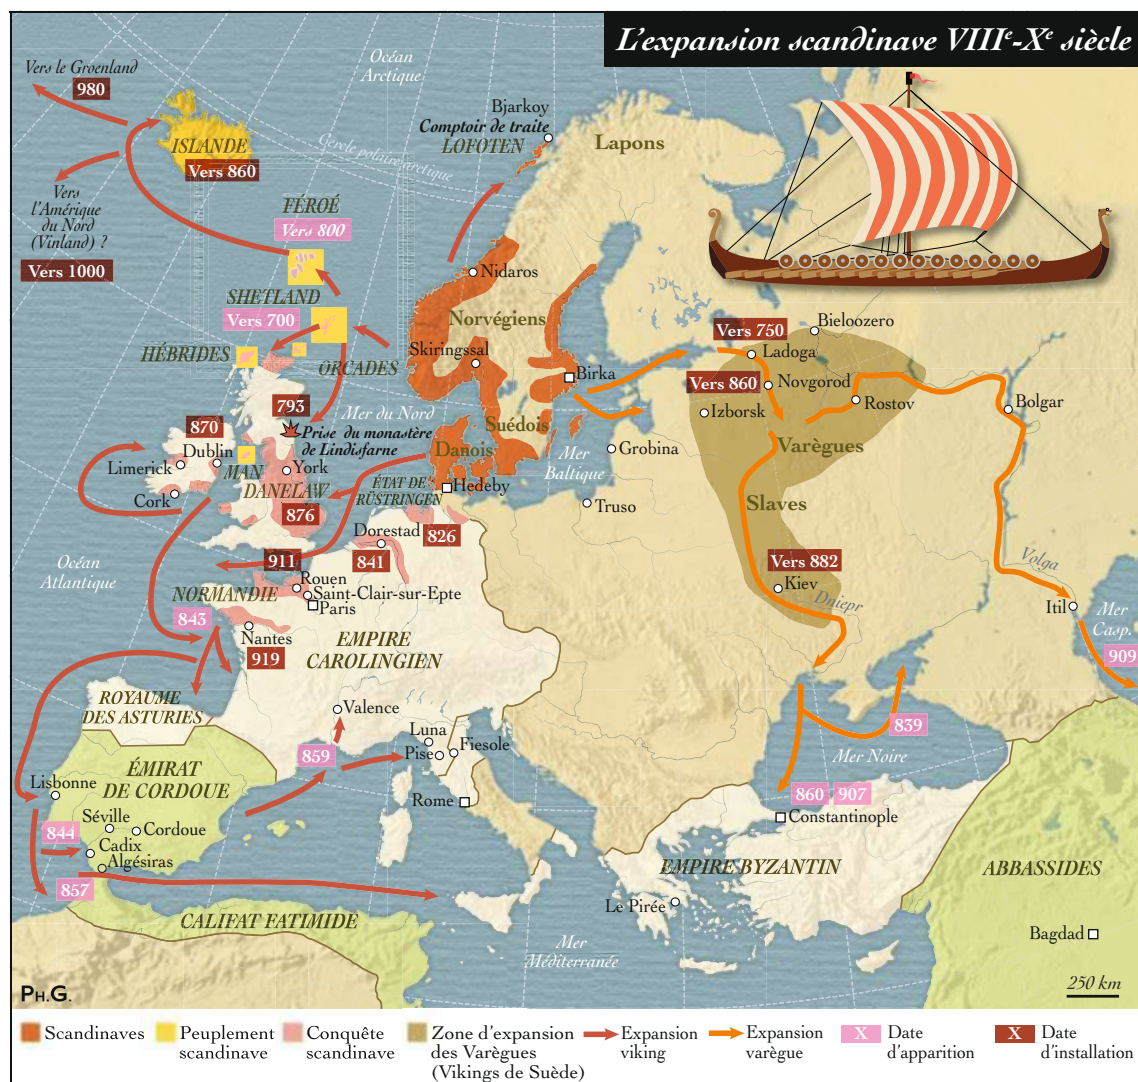 L'expansion scandinave VIIIe-Xe siècle
Océan
Arctique
Vers le Groenland
980
Bjarkoy
Comptoir de traite
LOFOTEN
Lapons
ISLANDE
Vers 860
Cercle polaire arctique
Vers
l'Amérique
du Nord
(Vinland) ?
Vers 1000
FÉROÉ
Vers 800
Nidaros
SHETLAND
Vers 700
Norvégiens
Vers 750
Bieloozero
Ladoga
HÉBRIDES
ORCADES
Skiringssal
Birka
Vers 860
Novgorod
Izborsk
Rostov
Bolgar
793
Mer du Nord
Prise du monastère
de Lindisfarne
870
Suédois
Danois
Mer
Baltique
Grobina
Varègues
Dublin
Limerick
MAN
York
Cork
DANELAW
876
ÉTAT DE
RÜSTRINGEN
Hedeby
Truso
Slaves
Dorestad
826
841
911
Océan
Atlantique
Vers 882
Kiev
Dniepr
Volga
Itil
Mer
Casp.
909
NORMANDIE
Rouen
Saint-Clair-sur-Epte
Paris
843
Nantes
919
EMPIRE
CAROLINGIEN
ROYAUME
DES ASTURIES
Valence
859
Luna
Pise
Fiesole
Rome
839
Mer Noire
ÉMIRAT
DE CORDOUE
Lisbonne
Séville
Cordoue
844
Cadix
Algésiras
857
860
907
Constantinople
EMPIRE BYZANTIN
Le Pirée
ABBASSIDES
Bagdad
CALIFAT FATIMIDE
Mer
Méditerranée
PH.G.
250 km
Scandinaves
Peuplement
scandinave
Conquête
scandinave
Zone d'expansion
des Varègues
(Vikings de Suède)
Expansion
viking
Expansion
varègue
X
Date
d'apparition
X
Date
d'installation